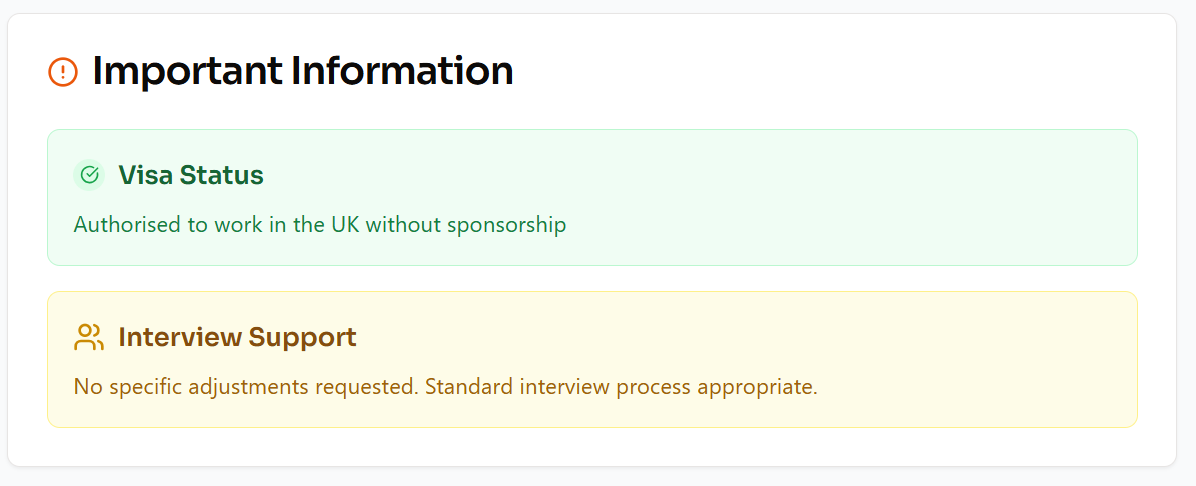 Important Information
Visa Status
Authorised to work in the UK without sponsorship
Interview Support
No specific adjustments requested. Standard interview process appropriate.